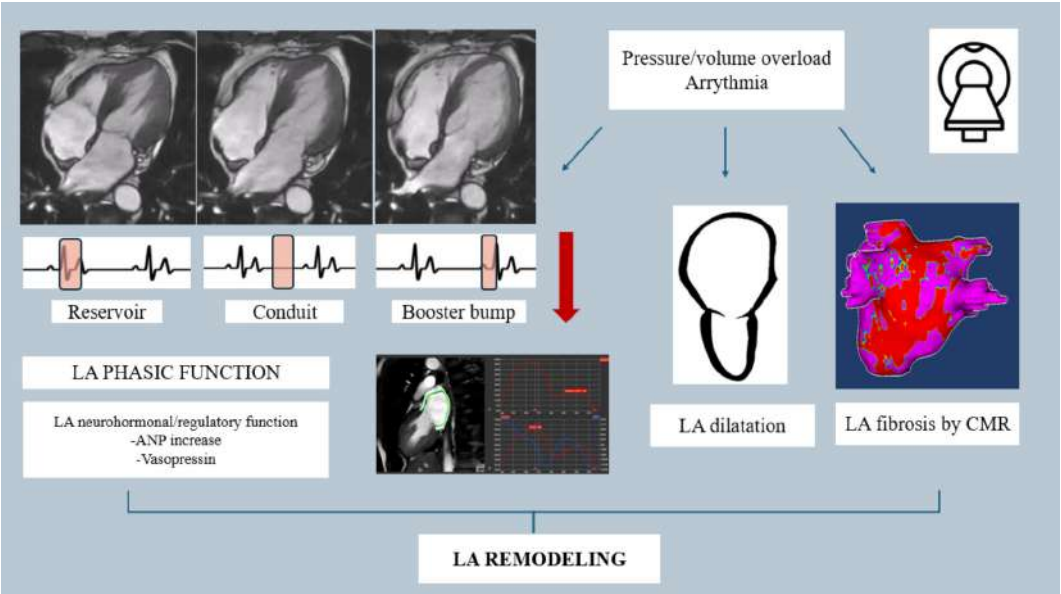 Pressure/volume overload
Arrythmia
Reservoir
Conduit
Booster bump
LA PHASIC FUNCTION
LA neurohormonal/regulatory function
-ANP increase
-Vasopressin
LA dilatation
LA fibrosis by CMR
LA REMODELING